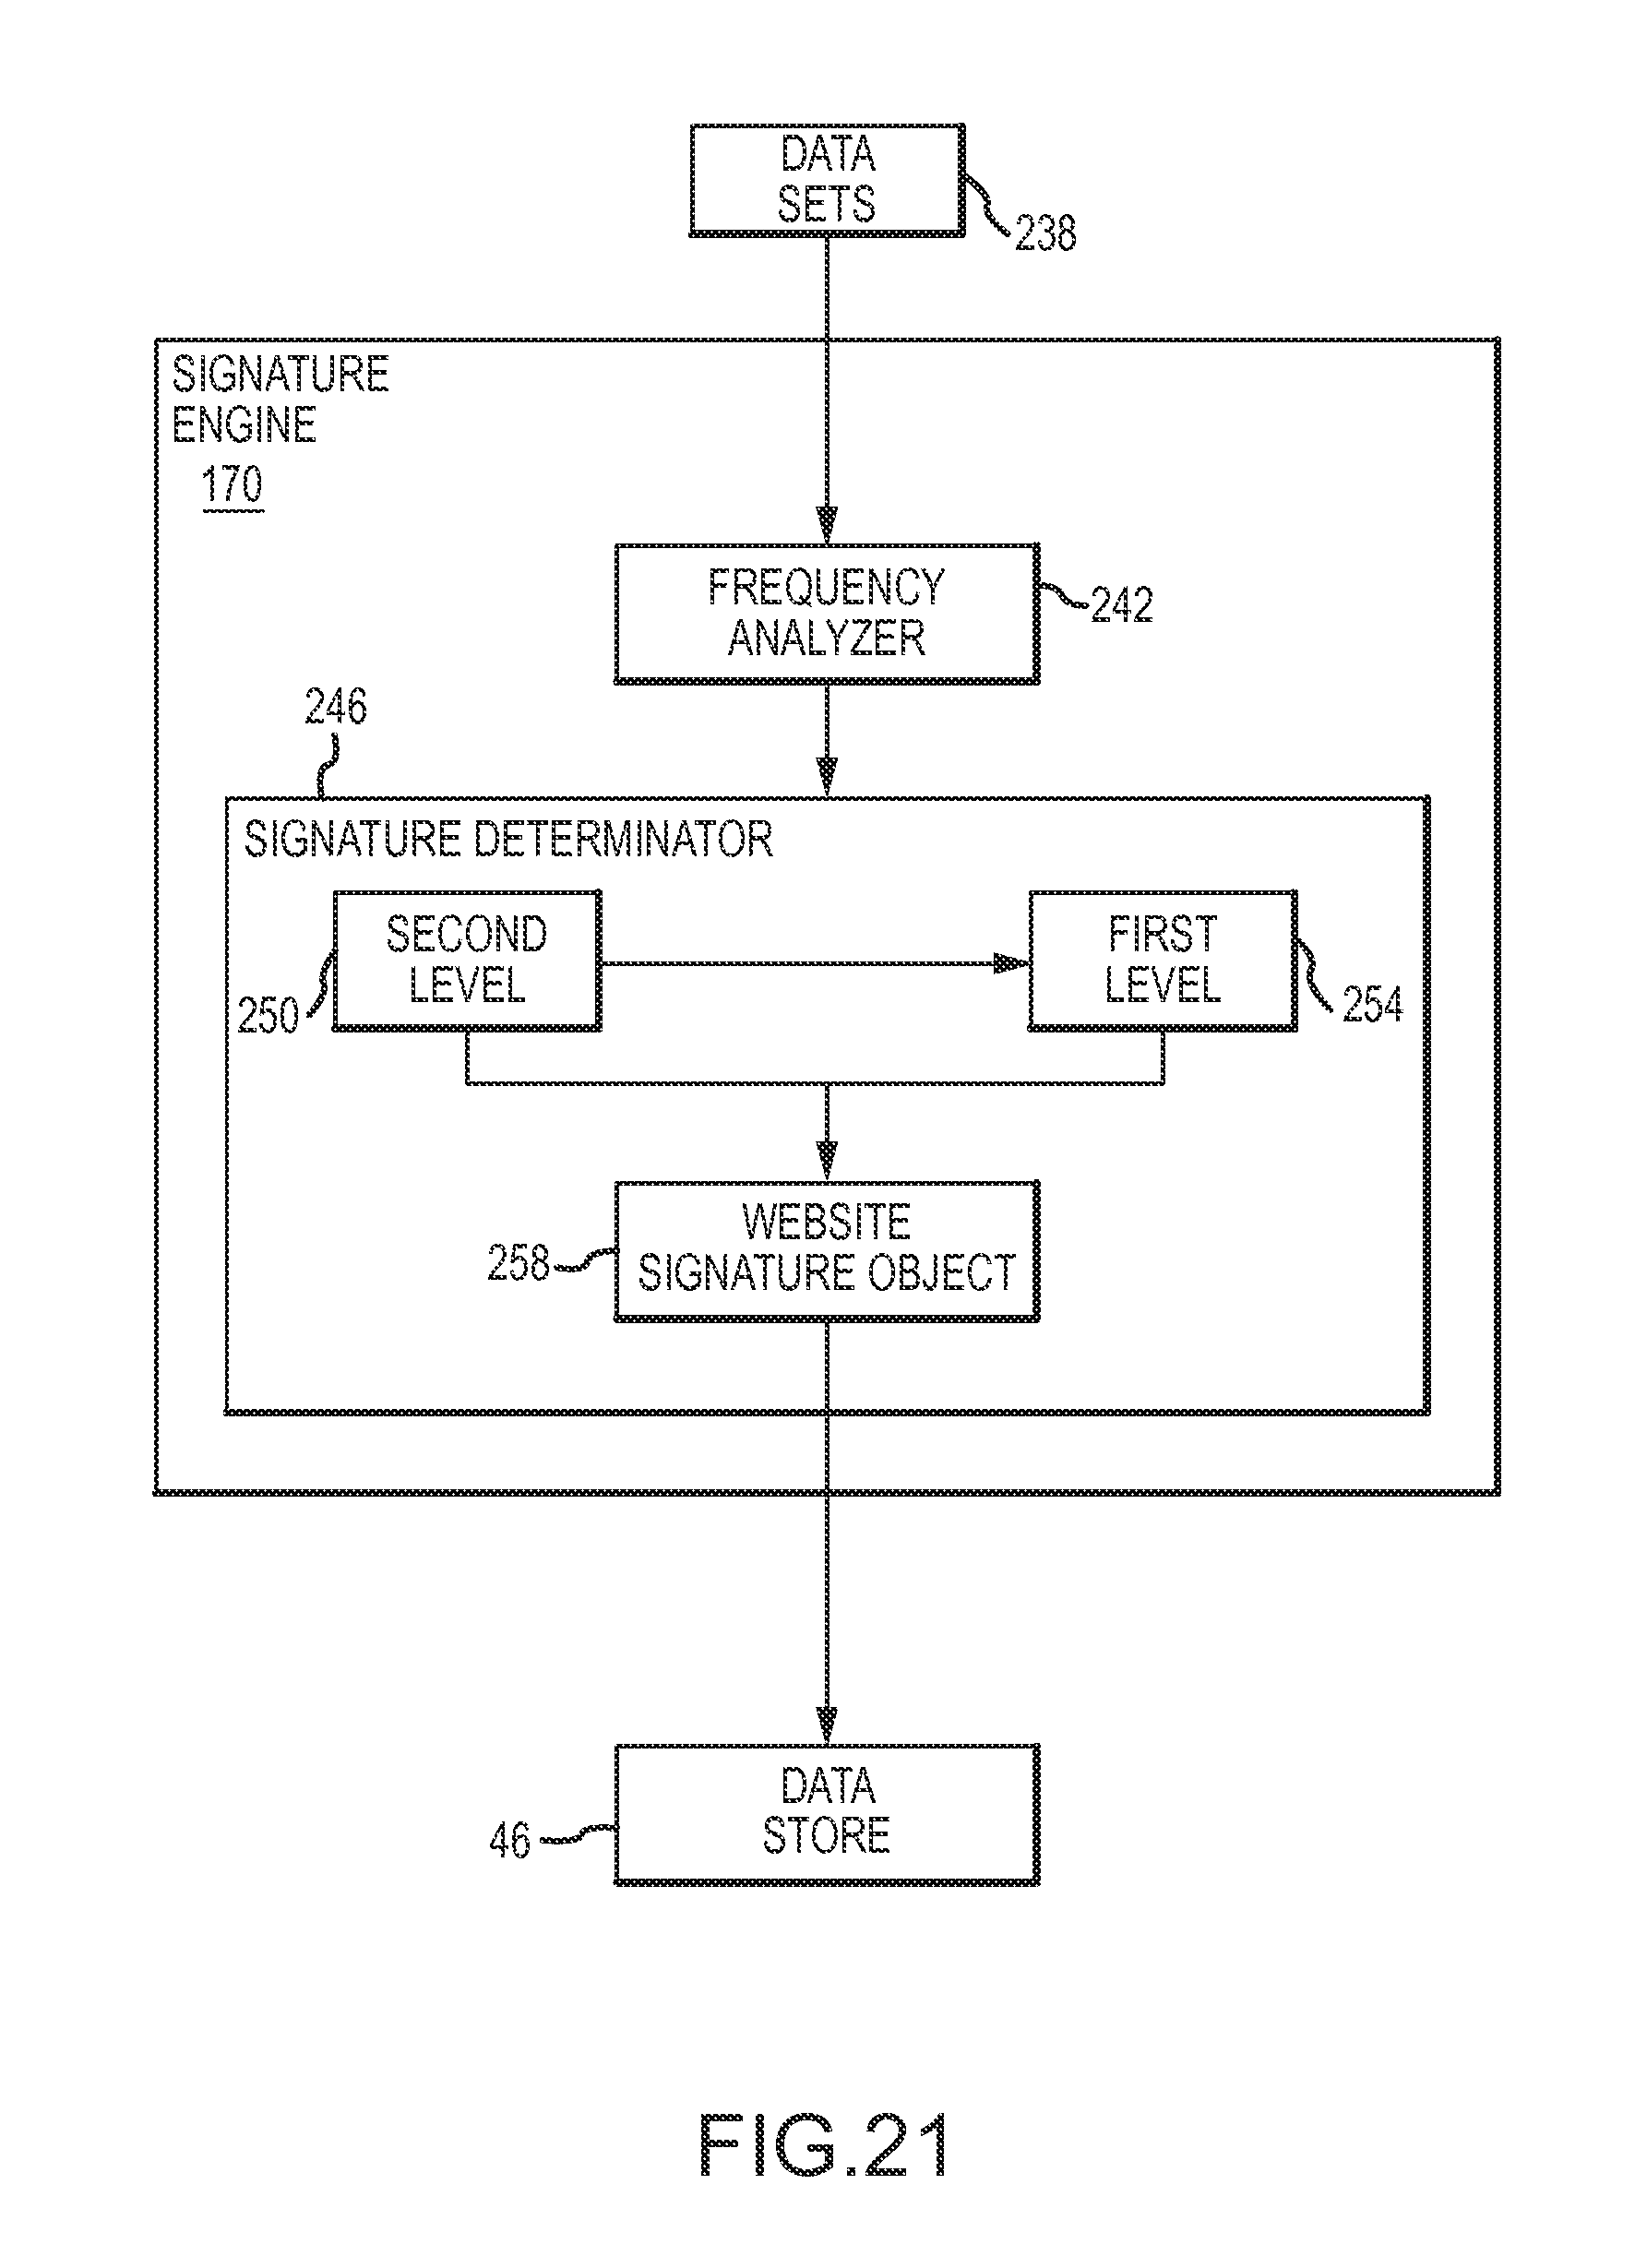 DATA
SETS
238
SIGNATURE
ENGINE
170
FREQUENCY
ANALYZER
242
246
SIGNATURE DETERMINATOR
SECOND
LEVEL
250
FIRST
LEVEL
254
WEBSITE
SIGNATURE OBJECT
258
DATA
STORE
46
FIG.21